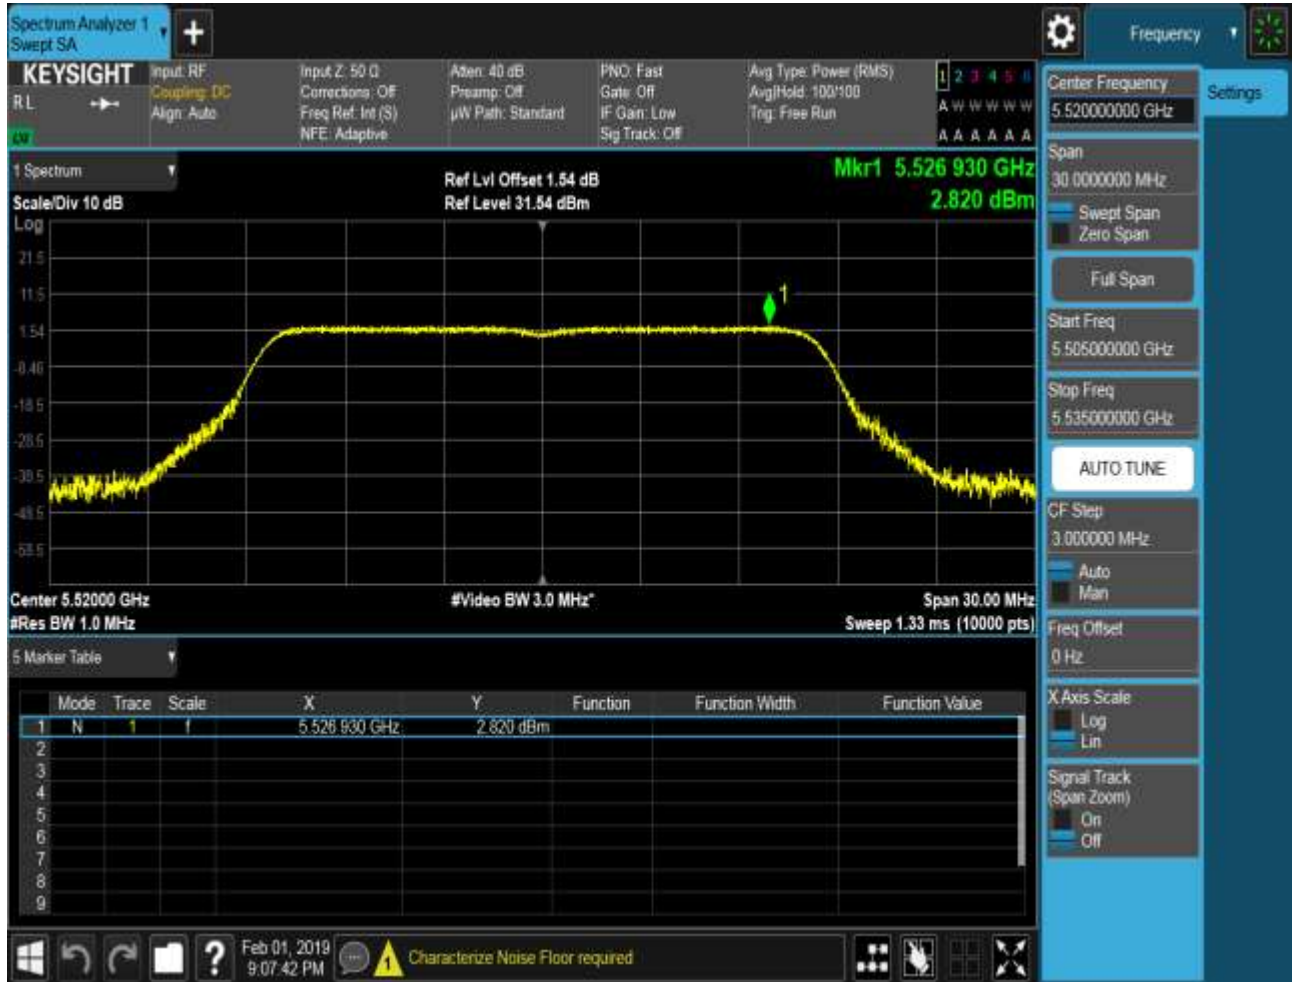 Spectrum Analyzer 1
Swept SA
+
Frequency
KEYSIGHT
RL
Input: RF
Coupling: DC
Align: Auto
Input Z: 50 Ω
Corrections: Off
Freq Ref: Int (S)
NFE: Adaptive
Atten: 40 dB
Preamp: Off
µW Path: Standard
PNO: Fast
Gate: Off
IF Gain: Low
Sig Track: Off
Avg Type: Power (RMS)
Avg|Hold: 100/100
Trig: Free Run
1 2 3 4 5 6
A W W W W W
A A A A A A
1 Spectrum
Scale/Div 10 dB
Ref Lvl Offset 1.54 dB
Ref Level 31.54 dBm
Mkr1 5.526 930 GHz
2.820 dBm
Log
21.5
11.5
1.54
-8.46
-18.5
-28.5
-38.5
-48.5
-58.5
1
Center 5.52000 GHz
#Res BW 1.0 MHz
#Video BW 3.0 MHz*
Span 30.00 MHz
Sweep 1.33 ms (10000 pts)
5 Marker Table
Mode Trace Scale X Y Function Function Width Function Value
1 N 1 f 5.526 930 GHz 2.820 dBm
2
3
4
5
6
7
8
9
Center Frequency
5.520000000 GHz
Settings
Span
30.0000000 MHz
Swept Span
Zero Span
Full Span
Start Freq
5.505000000 GHz
Stop Freq
5.535000000 GHz
AUTO TUNE
CF Step
3.000000 MHz
Auto
Man
Freq Offset
0 Hz
X Axis Scale
Log
Lin
Signal Track
(Span Zoom)
On
Off
?
Feb 01, 2019
9:07:42 PM
1
Characterize Noise Floor required